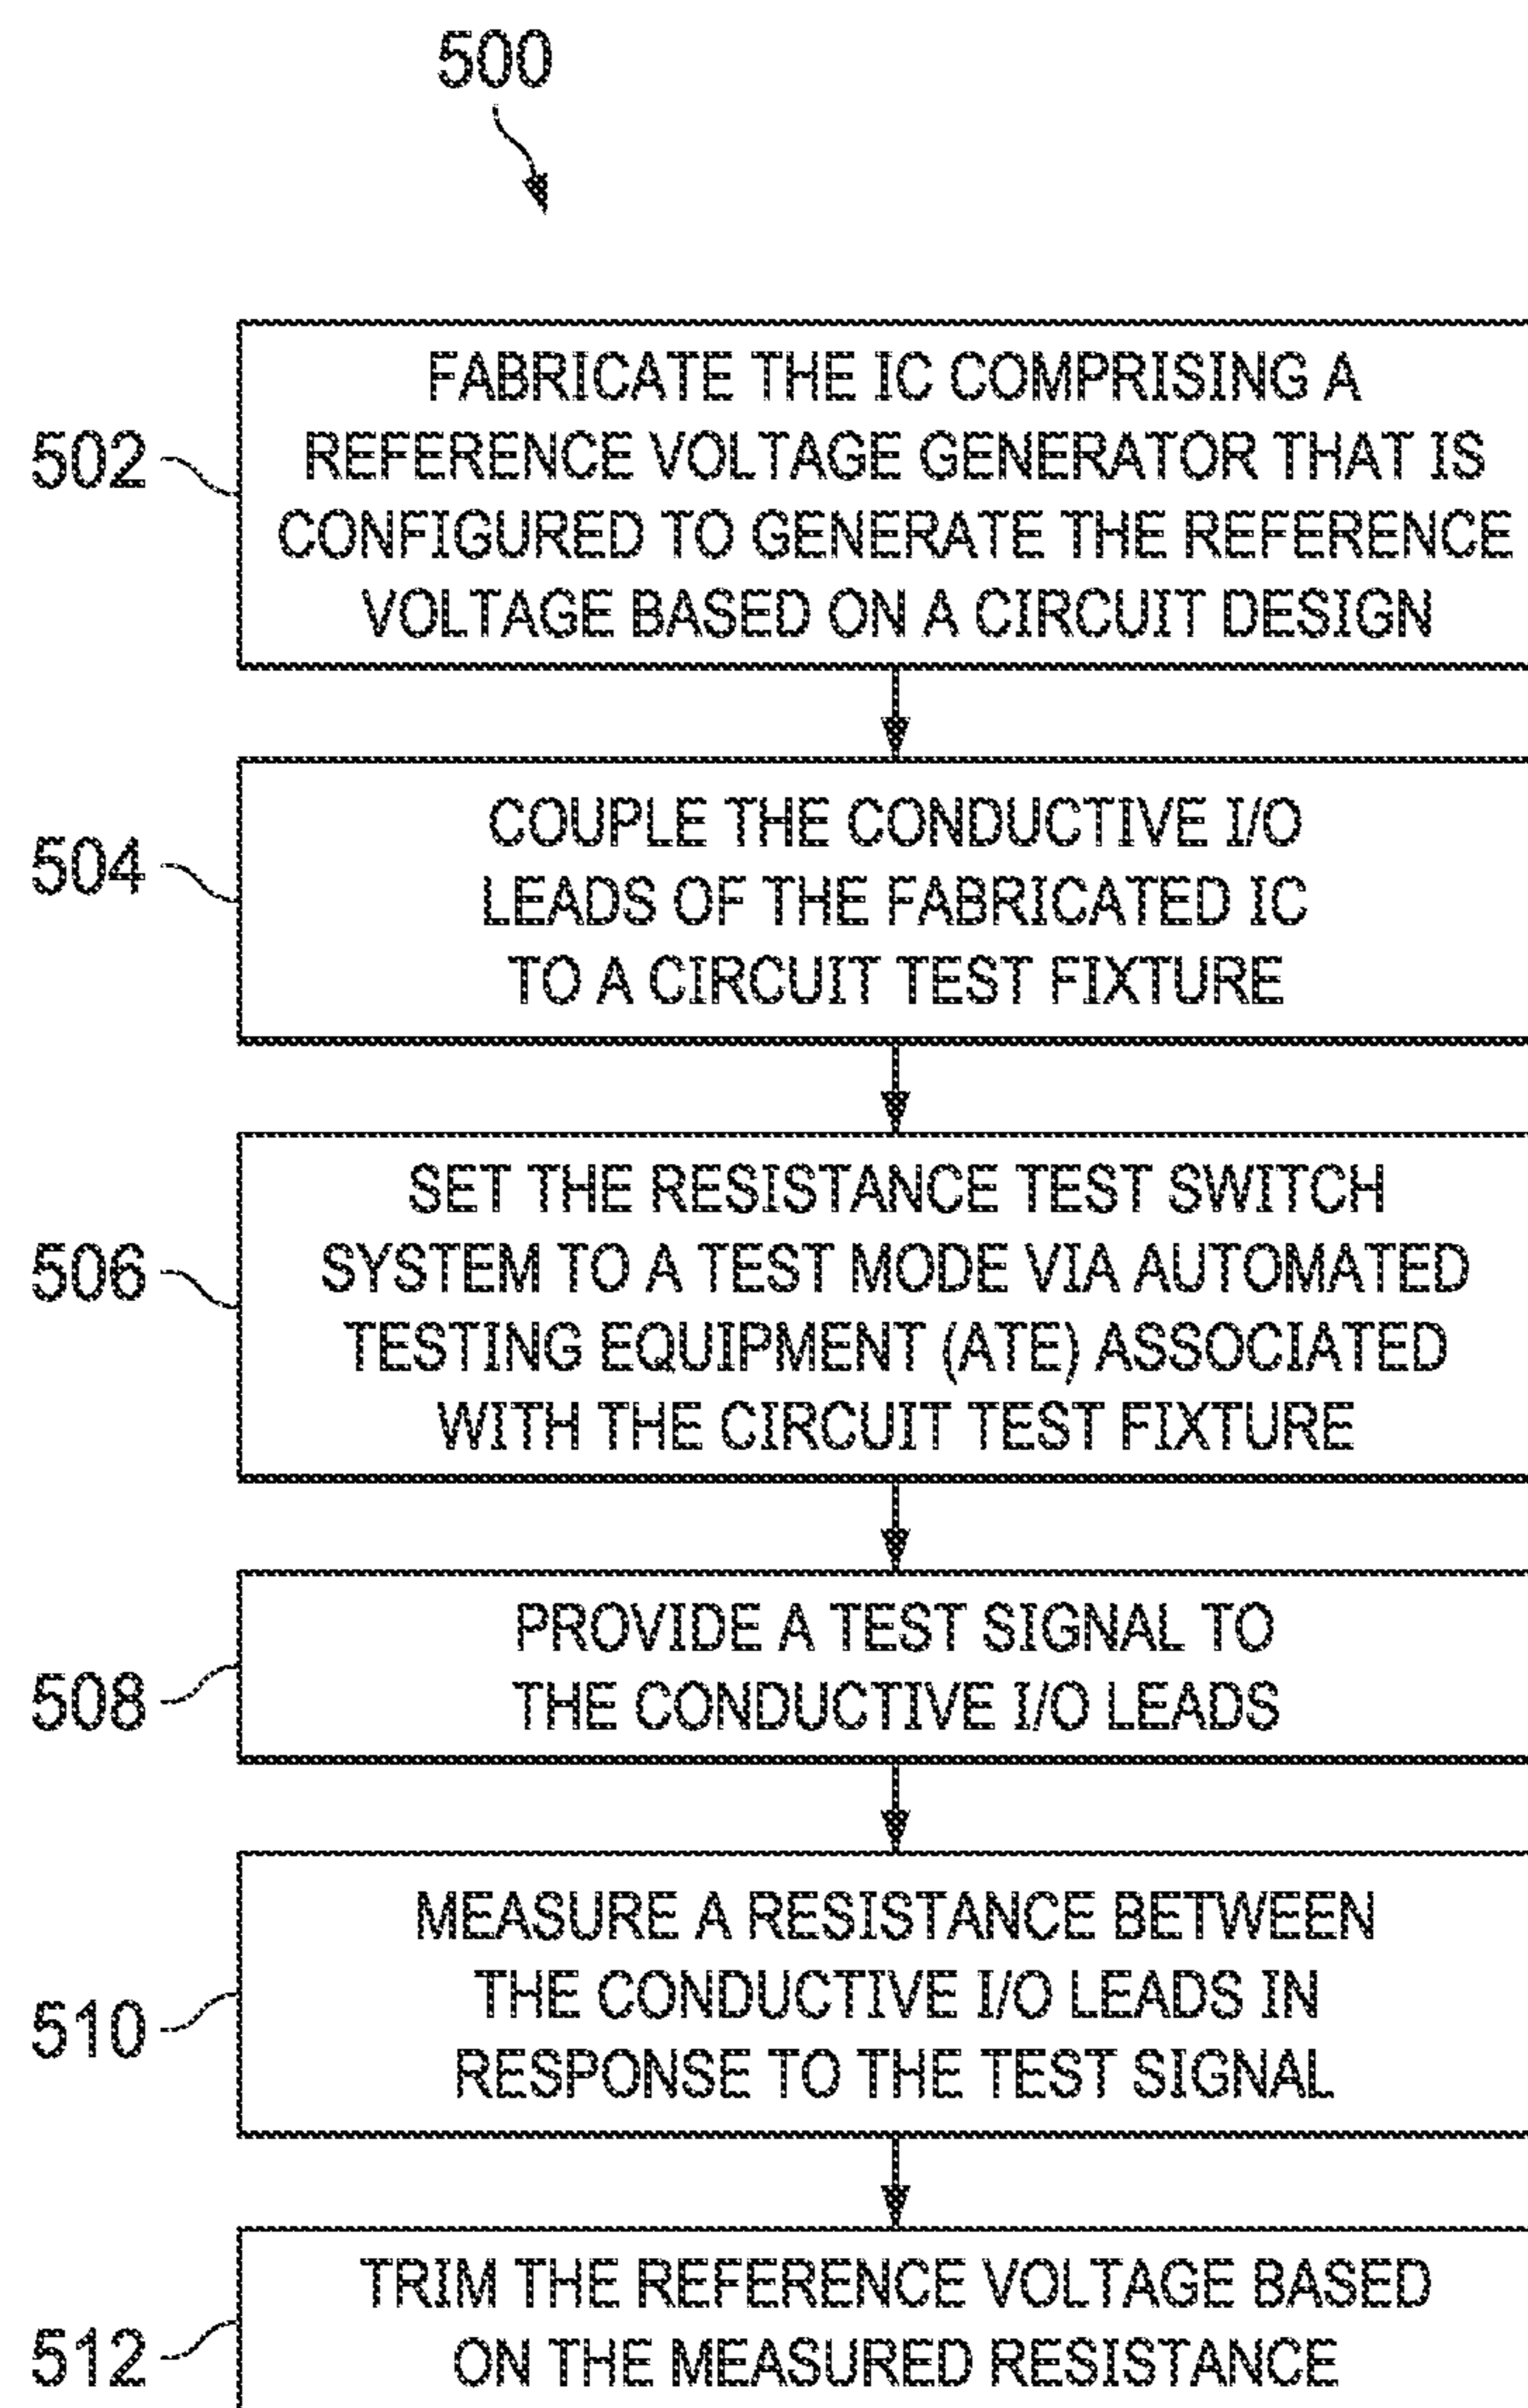 500
502
FABRICATE THE IC COMPRISING A
REFERENCE VOLTAGE GENERATOR THAT IS
CONFIGURED TO GENERATE THE REFERENCE
VOLTAGE BASED ON A CIRCUIT DESIGN
504
COUPLE THE CONDUCTIVE I/O
LEADS OF THE FABRICATED IC
TO A CIRCUIT TEST FIXTURE
506
SET THE RESISTANCE TEST SWITCH
SYSTEM TO A TEST MODE VIA AUTOMATED
TESTING EQUIPMENT (ATE) ASSOCIATED
WITH THE CIRCUIT TEST FIXTURE
508
PROVIDE A TEST SIGNAL TO
THE CONDUCTIVE I/O LEADS
510
MEASURE A RESISTANCE BETWEEN
THE CONDUCTIVE I/O LEADS IN
RESPONSE TO THE TEST SIGNAL
512
TRIM THE REFERENCE VOLTAGE BASED
ON THE MEASURED RESISTANCE